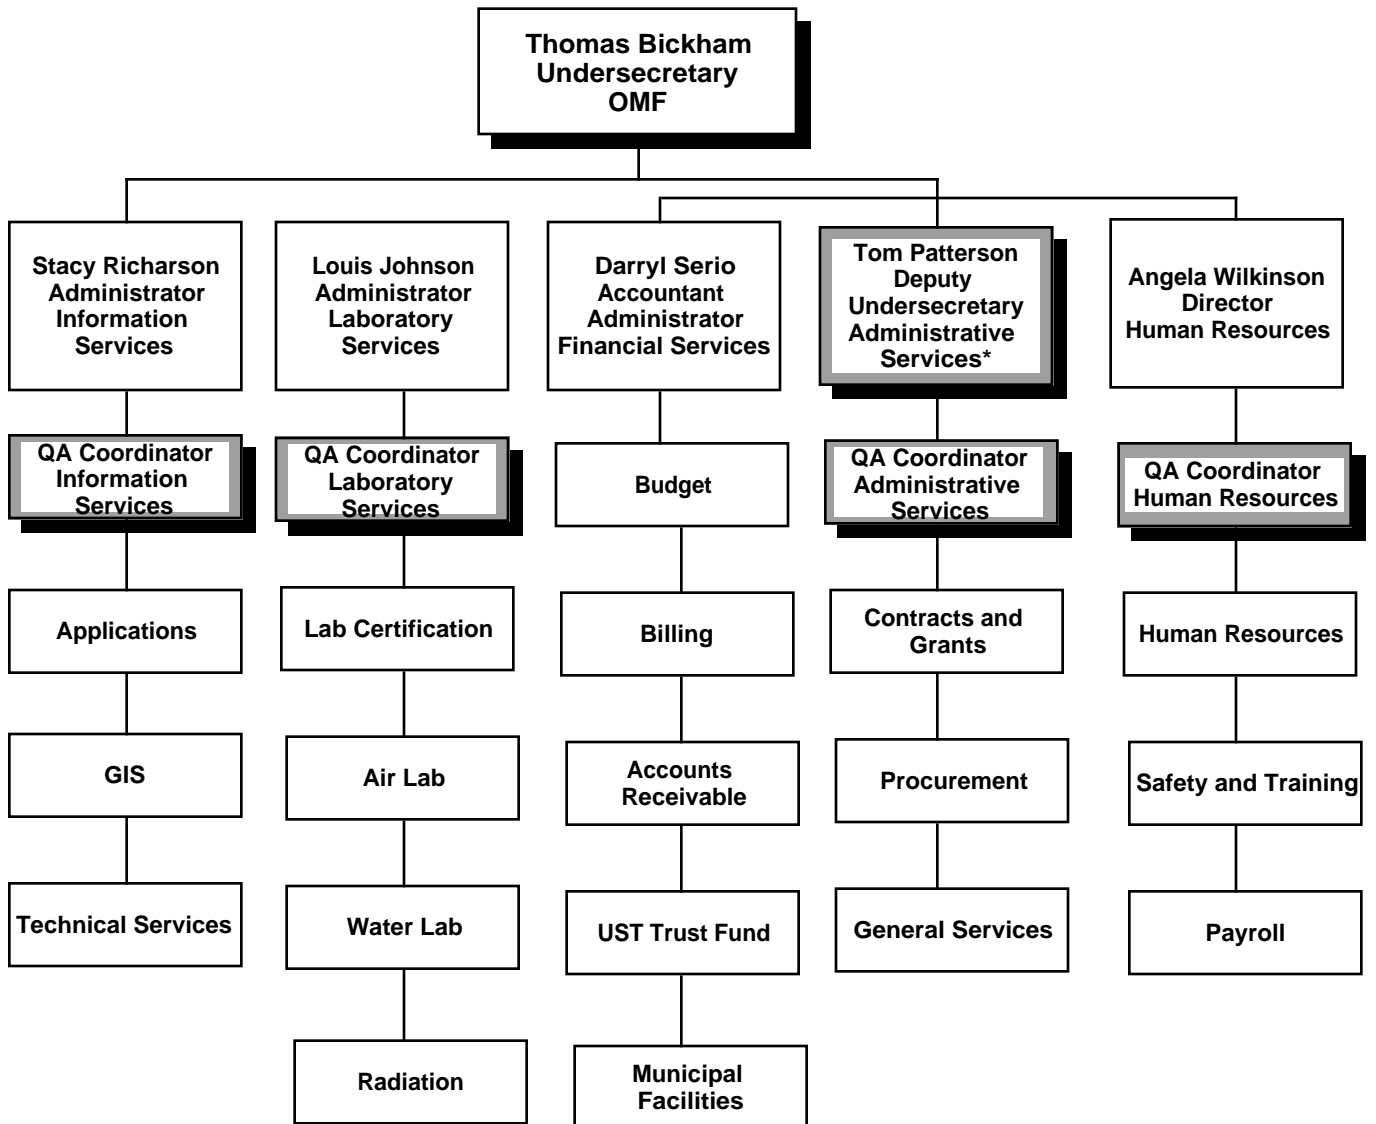 Thomas Bickham
Undersecretary
OMF
Stacy Richarson
Administrator
Information
Services
Louis Johnson
Administrator
Laboratory
Services
Darryl Serio
Accountant
Administrator
Financial Services
Tom Patterson
Deputy
Undersecretary
Administrative
Services*
Angela Wilkinson
Director
Human Resources
QA Coordinator
Information
Services
QA Coordinator
Laboratory
Services
Budget
QA Coordinator
Administrative
Services
QA Coordinator
Human Resources
Applications
Lab Certification
Billing
Contracts and
Grants
Human Resources
GIS
Air Lab
Accounts
Receivable
Procurement
Safety and Training
Technical Services
Water Lab
UST Trust Fund
General Services
Payroll
Radiation
Municipal
Facilities